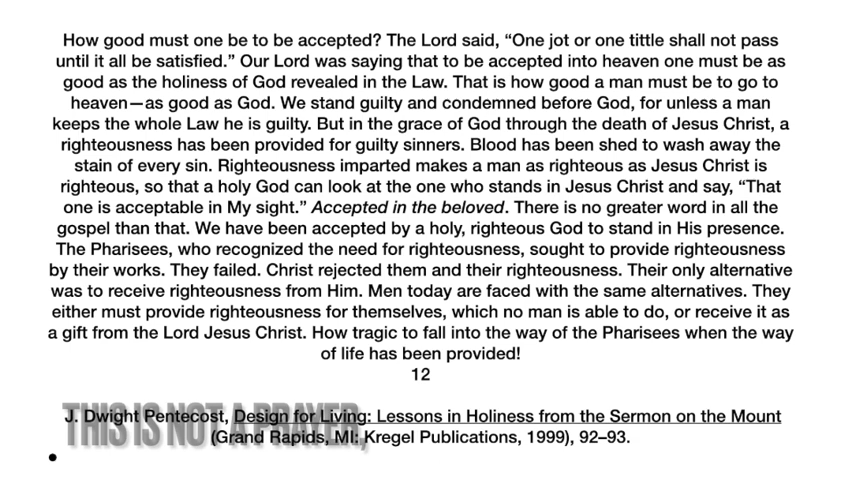 How good must one be to be accepted? The Lord said, “One jot or one tittle shall not pass
until it all be satisfied.” Our Lord was saying that to be accepted into heaven one must be as
good as the holiness of God revealed in the Law. That is how good a man must be to go to
heaven—as good as God. We stand guilty and condemned before God, for unless a man
keeps the whole Law he is guilty. But in the grace of God through the death of Jesus Christ, a
righteousness has been provided for guilty sinners. Blood has been shed to wash away the
stain of every sin. Righteousness imparted makes a man as righteous as Jesus Christ is
righteous, so that a holy God can look at the one who stands in Jesus Christ and say, “That
one is acceptable in My sight.” Accepted in the beloved. There is no greater word in all the
gospel than that. We have been accepted by a holy, righteous God to stand in His presence.
The Pharisees, who recognized the need for righteousness, sought to provide righteousness
by their works. They failed. Christ rejected them and their righteousness. Their only alternative
was to receive righteousness from Him. Men today are faced with the same alternatives. They
either must provide righteousness for themselves, which no man is able to do, or receive it as
a gift from the Lord Jesus Christ. How tragic to fall into the way of the Pharisees when the way
of life has been provided!
12
J. Dwight Pentecost, Design for Living: Lessons in Holiness from the Sermon on the Mount
(Grand Rapids, MI: Kregel Publications, 1999), 92–93.
THIS IS NOT A PRAYER,
•